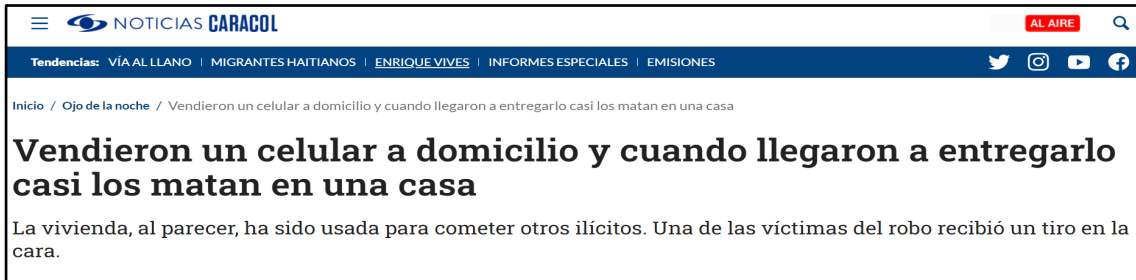 NOTICIAS CARACOL AL AIRE
Tendencias: VÍA AL LLANO | MIGRANTES HAITIANOS | ENRIQUE VIVES | INFORMES ESPECIALES | EMISIONES
Inicio / Ojo de la noche / Vendieron un celular a domicilio y cuando llegaron a entregarlo casi los matan en una casa
Vendieron un celular a domicilio y cuando llegaron a entregarlo
casi los matan en una casa
La vivienda, al parecer, ha sido usada para cometer otros ilícitos. Una de las víctimas del robo recibió un tiro en la
cara.